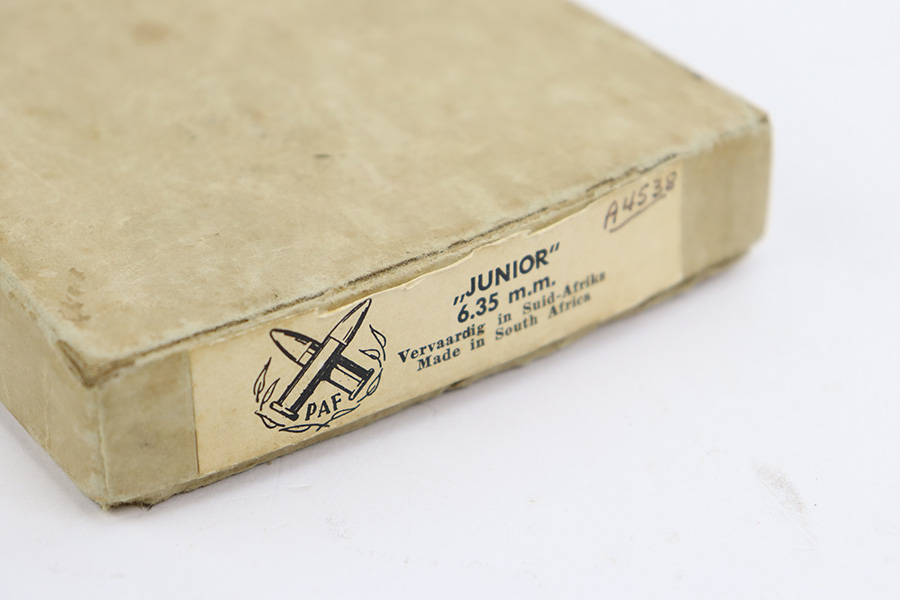 A4538
„JUNIOR“
6.35 m.m.
Vervaardig in Suid-Afrika
Made in South Africa
PAF